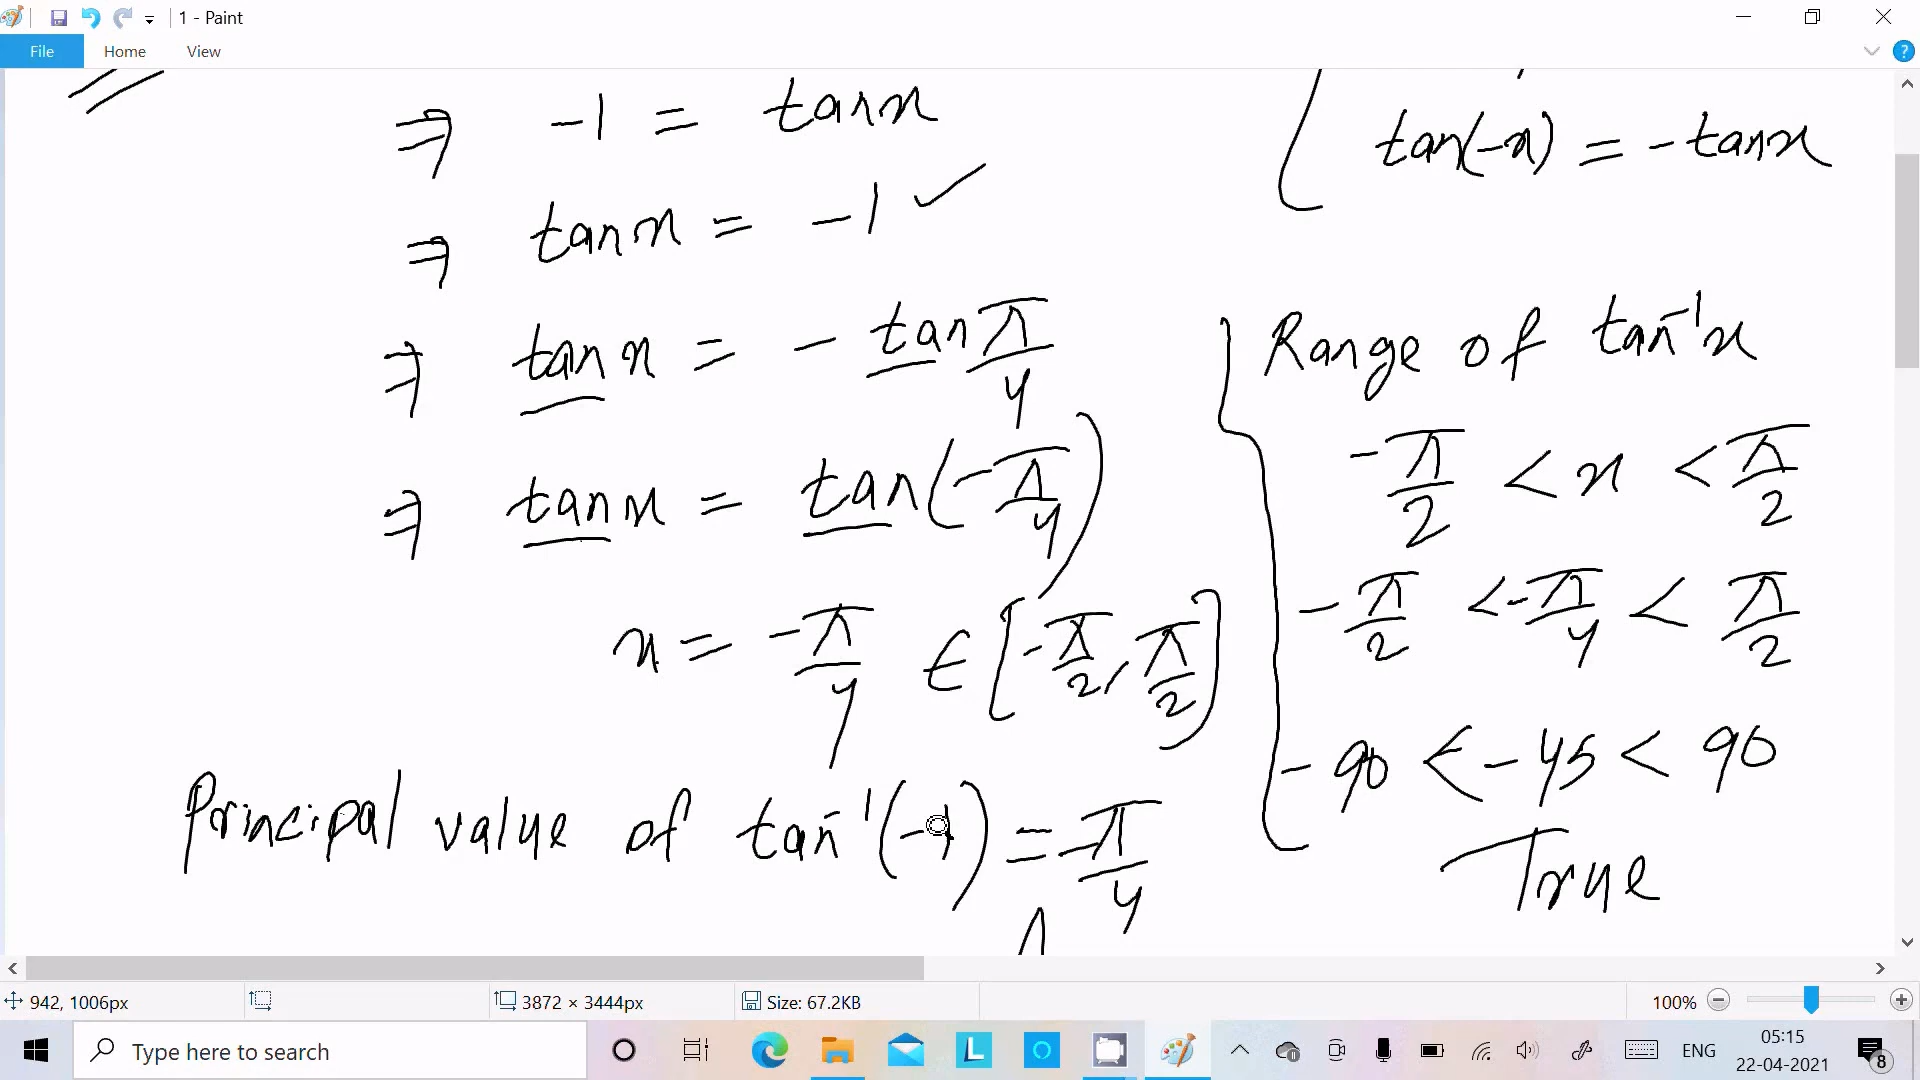 1 - Paint
File Home View
⇒ -1 = tan x
⇒ tan x = -1 ✓
⇒ tan x = - tan π/4
⇒ tan x = tan(-π/4)
x = -π/4 ∈ [-π/2, π/2]
Principal value of tan⁻¹(-1) = -π/4
tan(-x) = -tan x
Range of tan⁻¹x
-π/2 < x < π/2
-π/2 < -π/4 < π/2
-90 < -45 < 90
True
942, 1006px
3872 × 3444px
Size: 67.2KB
100%
Type here to search
L
ENG
05:15
22-04-2021
8